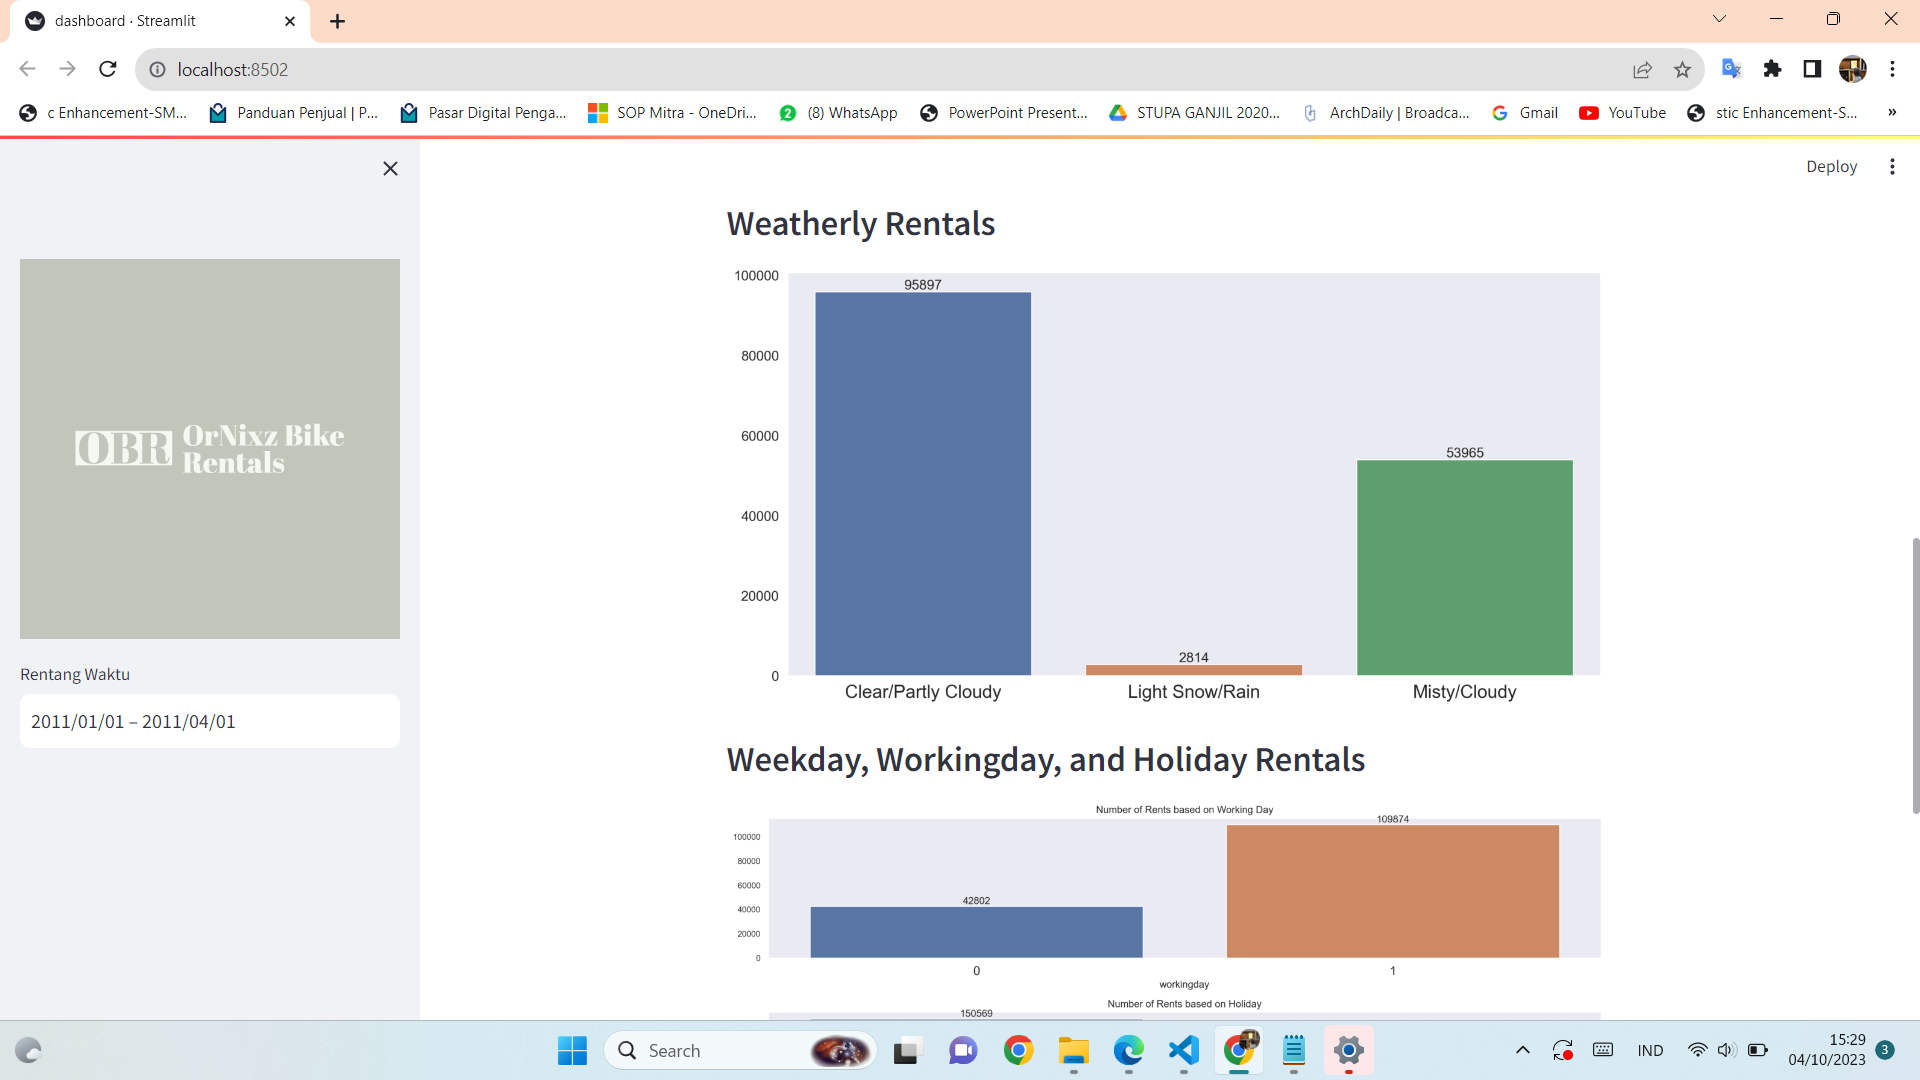 dashboard · Streamlit
localhost:8502
c Enhancement-SM...
Panduan Penjual | P...
Pasar Digital Penga...
SOP Mitra - OneDri...
(8) WhatsApp
PowerPoint Present...
STUPA GANJIL 2020...
ArchDaily | Broadca...
Gmail
YouTube
stic Enhancement-S...
»
Deploy
OBR OrNixz Bike
Rentals
Rentang Waktu
2011/01/01 – 2011/04/01
Weatherly Rentals
100000
80000
60000
40000
20000
0
95897
2814
53965
Clear/Partly Cloudy
Light Snow/Rain
Misty/Cloudy
Weekday, Workingday, and Holiday Rentals
Number of Rents based on Working Day
100000
80000
60000
40000
20000
0
42802
109874
0
1
workingday
Number of Rents based on Holiday
150569
Search
IND
15:29
04/10/2023
3